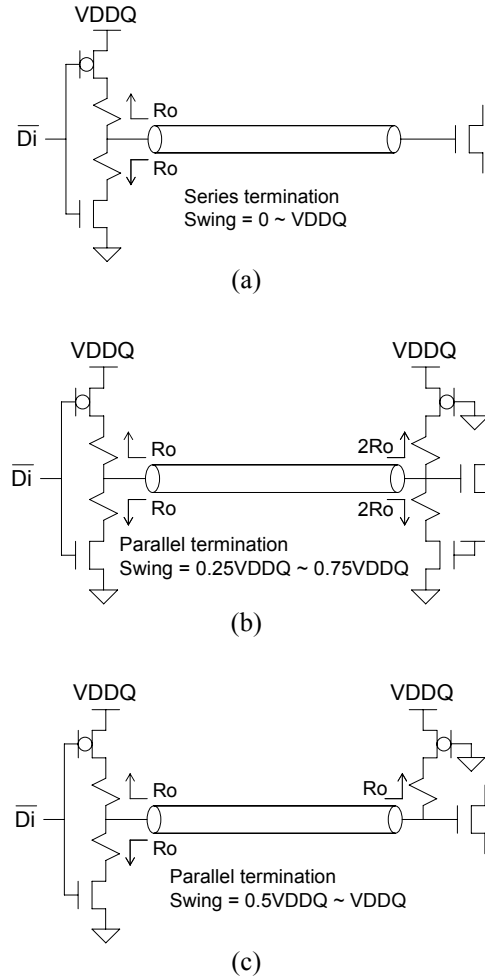 VDDQ
Ro
Di
Ro
Series termination
Swing = 0 ~ VDDQ
(a)
VDDQ VDDQ
Ro 2Ro
Di
Ro 2Ro
Parallel termination
Swing = 0.25VDDQ ~ 0.75VDDQ
(b)
VDDQ VDDQ
Ro Ro
Di
Ro
Parallel termination
Swing = 0.5VDDQ ~ VDDQ
(c)